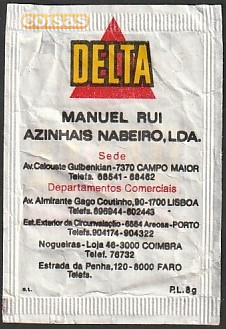 coisas
DELTA
MANUEL RUI
AZINHAIS NABEIRO, LDA.
Sede
Av. Calouste Gulbenkian-7370 CAMPO MAIOR
Telefs. 68541-68462
Departamentos Comerciais
Av. Almirante Gago Coutinho, 90-1700 LISBOA
Telefs. 896944-802443
Est. Exterior da Circunvalação-6584 Areosa-PORTO
Telefs. 904174-904322
Nogueiras-Loja 46-3000 COIMBRA
Telef. 76732
Estrada da Penha, 120-8000 FARO
Telefs.
S.L. P.L. 8g